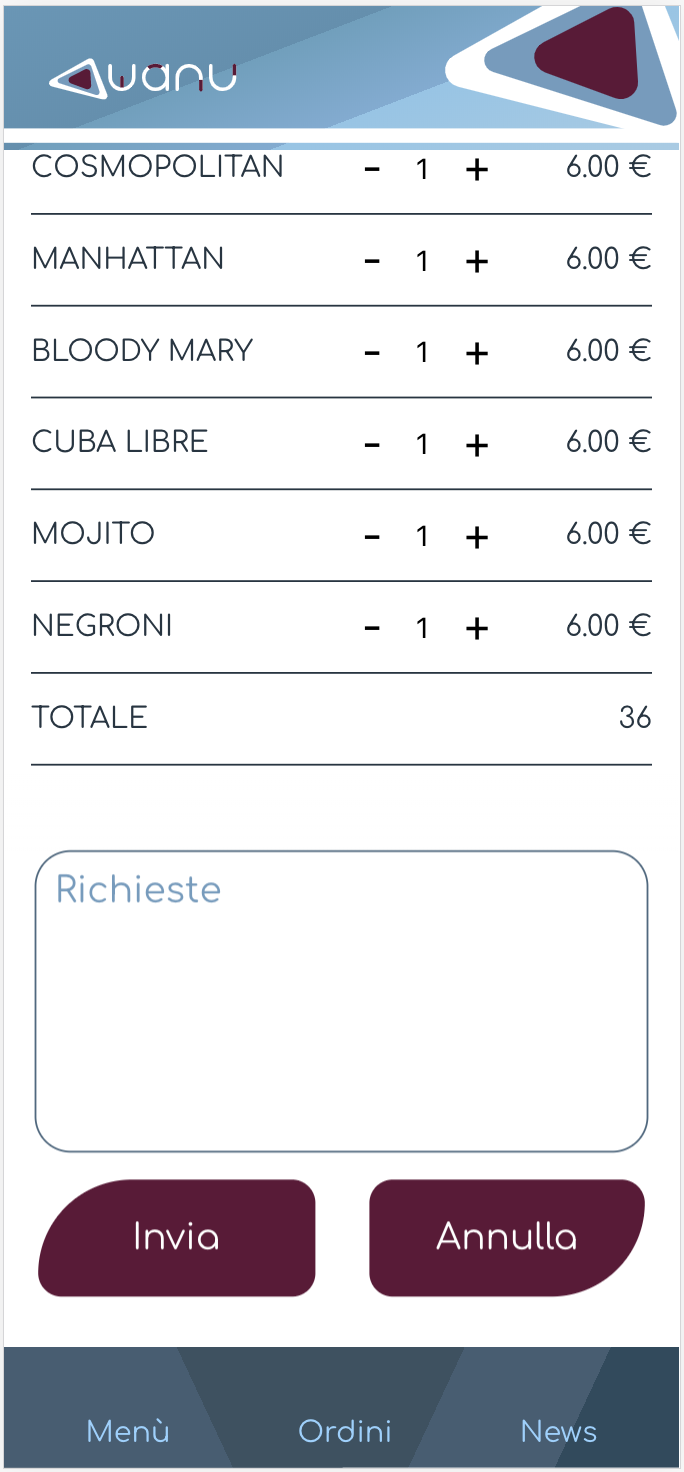 wanu
COSMOPOLITAN - 1 + 6.00 €
MANHATTAN - 1 + 6.00 €
BLOODY MARY - 1 + 6.00 €
CUBA LIBRE - 1 + 6.00 €
MOJITO - 1 + 6.00 €
NEGRONI - 1 + 6.00 €
TOTALE 36
Richieste
Invia Annulla
Menù Ordini News